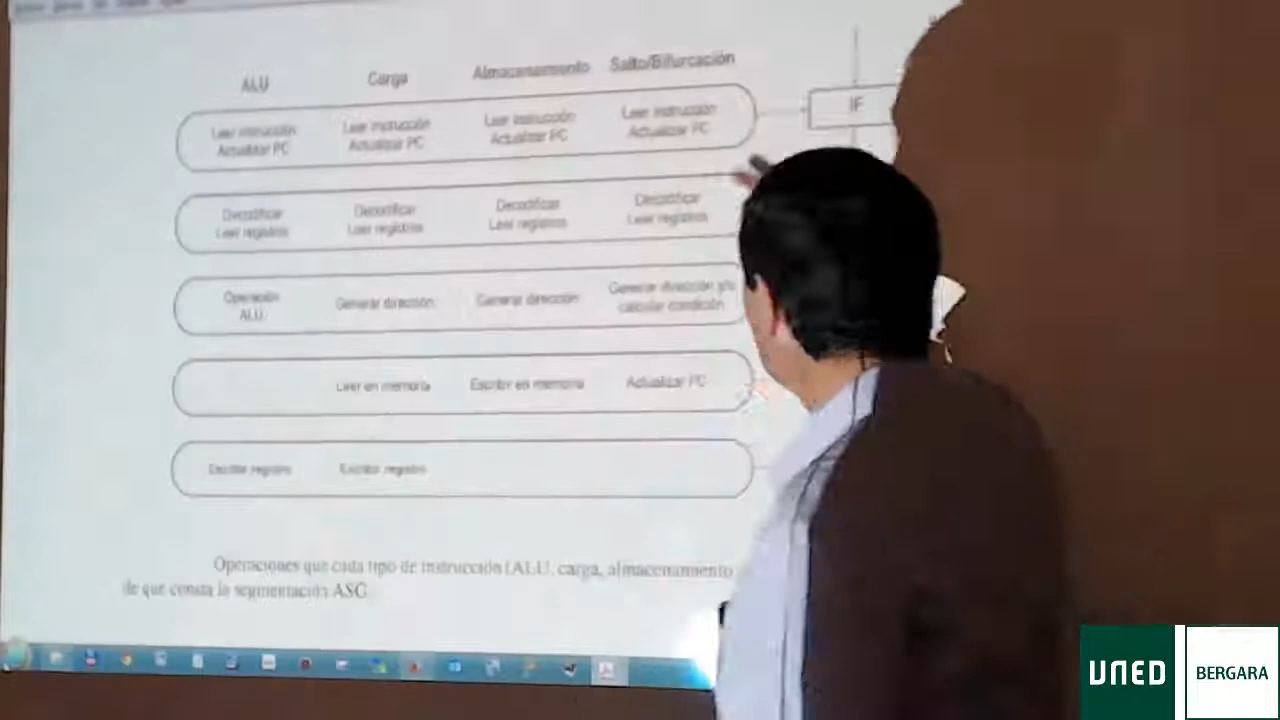 ALU Carga Almacenamiento Salto/Bifurcación
Leer instrucción Leer instrucción Leer instrucción Leer instrucción
Actualizar PC Actualizar PC Actualizar PC Actualizar PC
IF
Decodificar Decodificar Decodificar Decodificar
Leer registros Leer registros Leer registros Leer registros
Operación Generar dirección Generar dirección Generar dirección y/o
ALU calcular condición
Leer en memoria Escribir en memoria Actualizar PC
Escribir registro Escribir registro
Operaciones que cada tipo de instrucción (ALU, carga, almacenamiento
de que consta la segmentación ASG
UNED
BERGARA